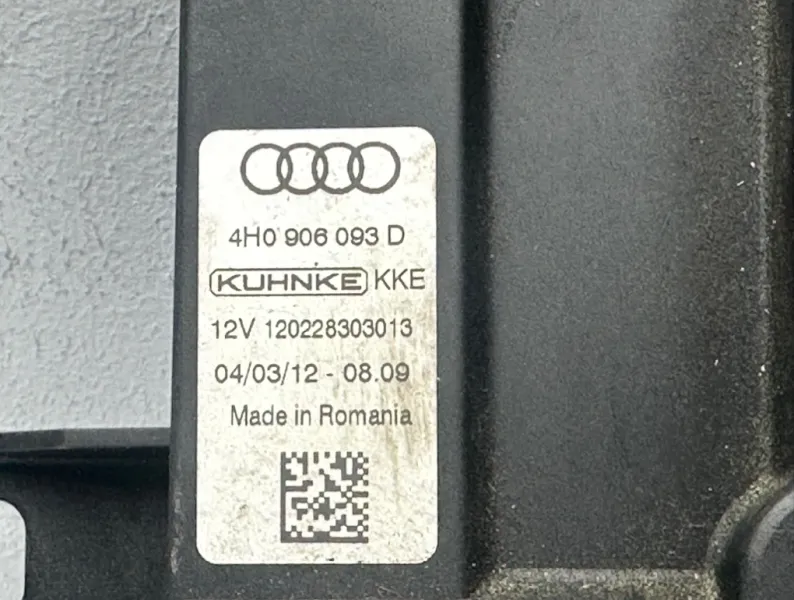 4H0 906 093 D
KUHNKE KKE
12V 120228303013
04/03/12 - 08.09
Made in Romania